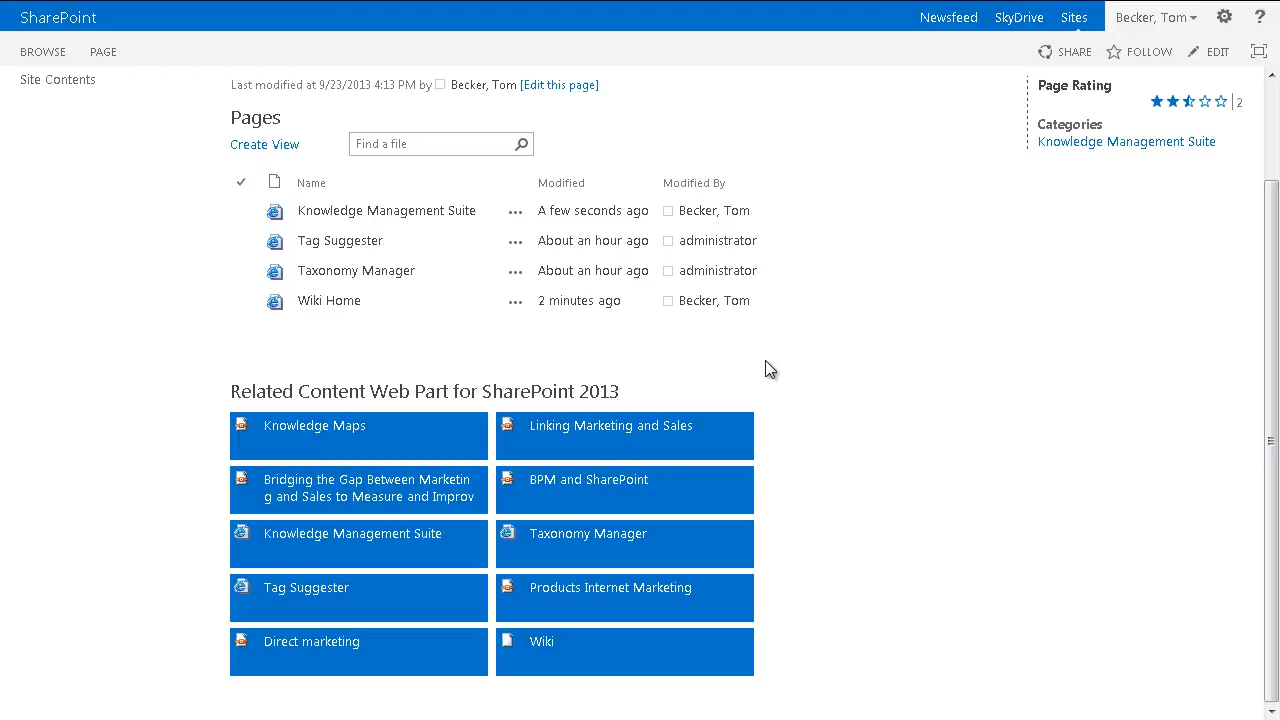 SharePoint Newsfeed SkyDrive Sites Becker, Tom ?
BROWSE PAGE SHARE FOLLOW EDIT
Site Contents
Last modified at 9/23/2013 4:13 PM by Becker, Tom [Edit this page]
Page Rating
2
Categories
Knowledge Management Suite
Pages
Create View Find a file
Name Modified Modified By
Knowledge Management Suite ... A few seconds ago Becker, Tom
Tag Suggester ... About an hour ago administrator
Taxonomy Manager ... About an hour ago administrator
Wiki Home ... 2 minutes ago Becker, Tom
Related Content Web Part for SharePoint 2013
Knowledge Maps
Linking Marketing and Sales
Bridging the Gap Between Marketin
g and Sales to Measure and Improv
BPM and SharePoint
Knowledge Management Suite
Taxonomy Manager
Tag Suggester
Products Internet Marketing
Direct marketing
Wiki